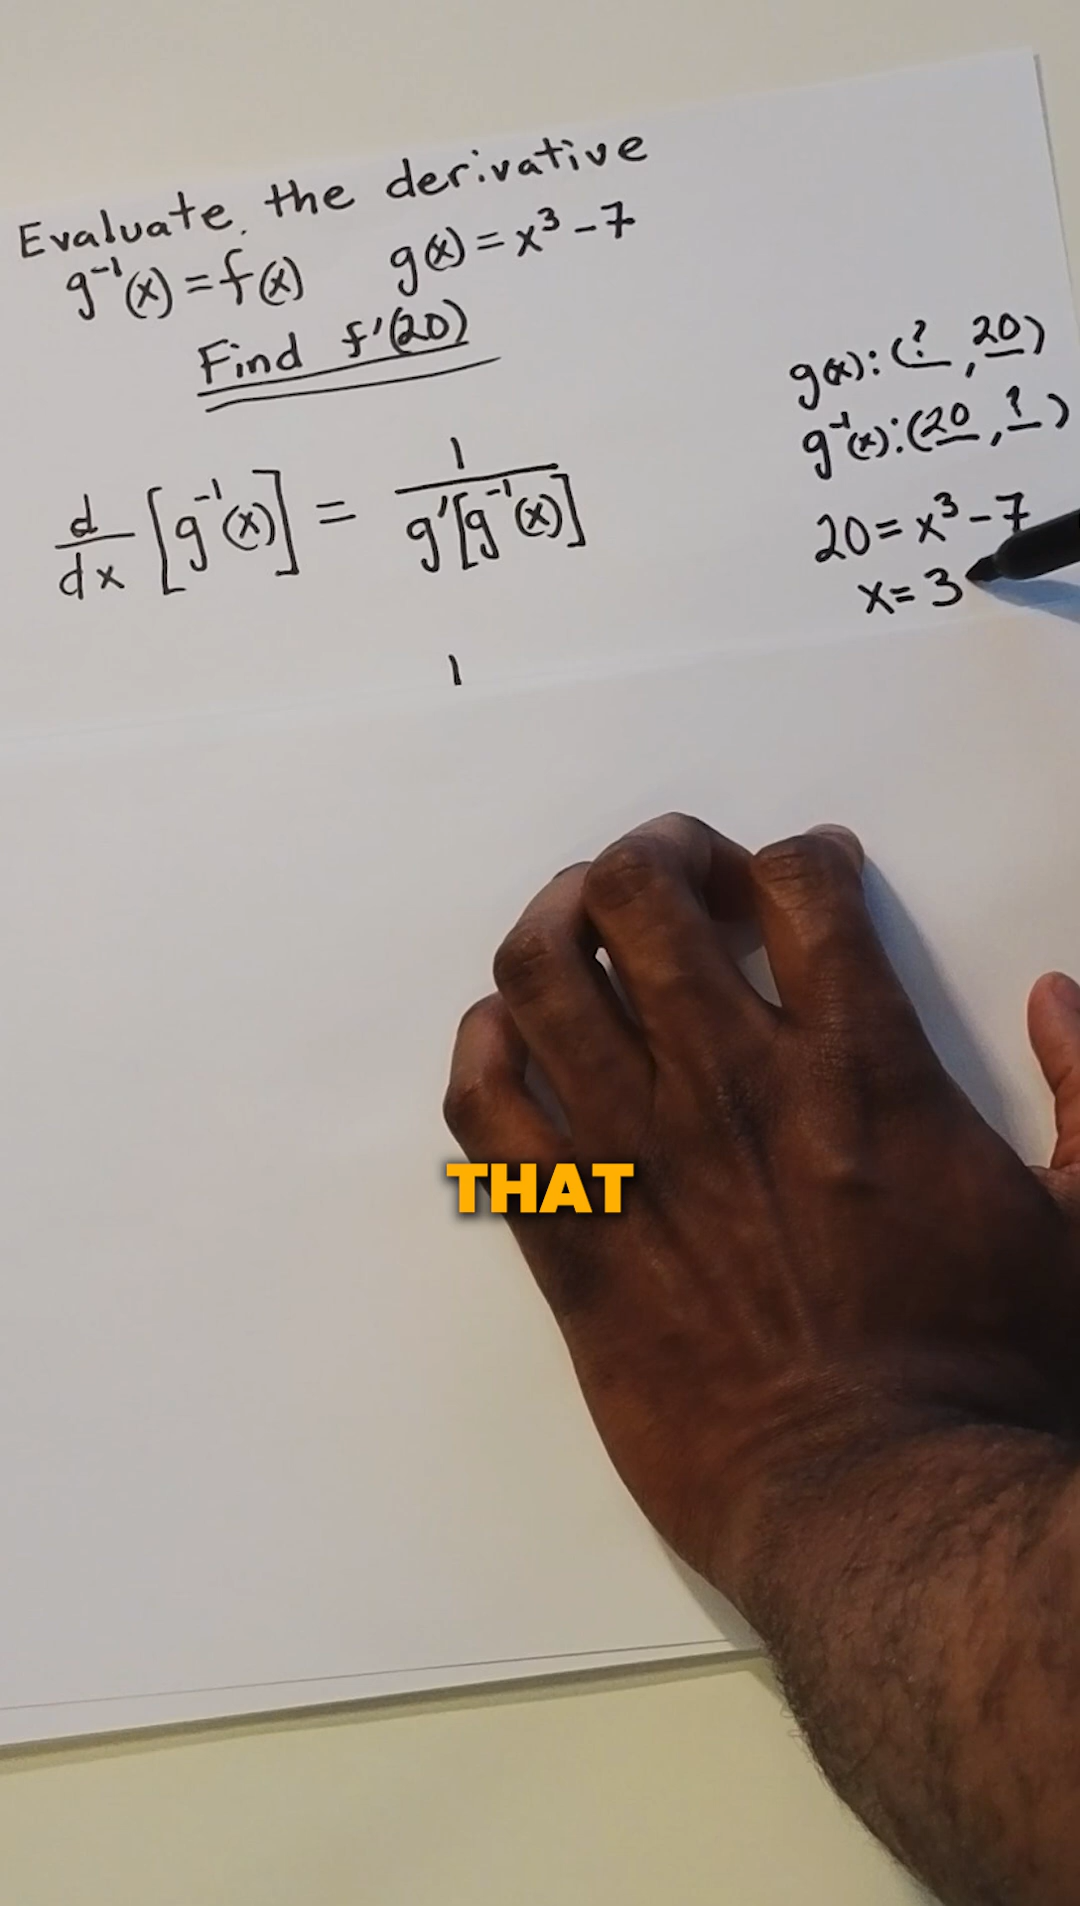 Evaluate the derivative
g⁻¹(x) = f(x) g(x) = x³ - 7
Find f'(20)
g(x): (?, 20)
g⁻¹(x): (20, ?)
d/dx [g⁻¹(x)] = 1/g'[g⁻¹(x)]
20 = x³ - 7
x = 3
1
THAT